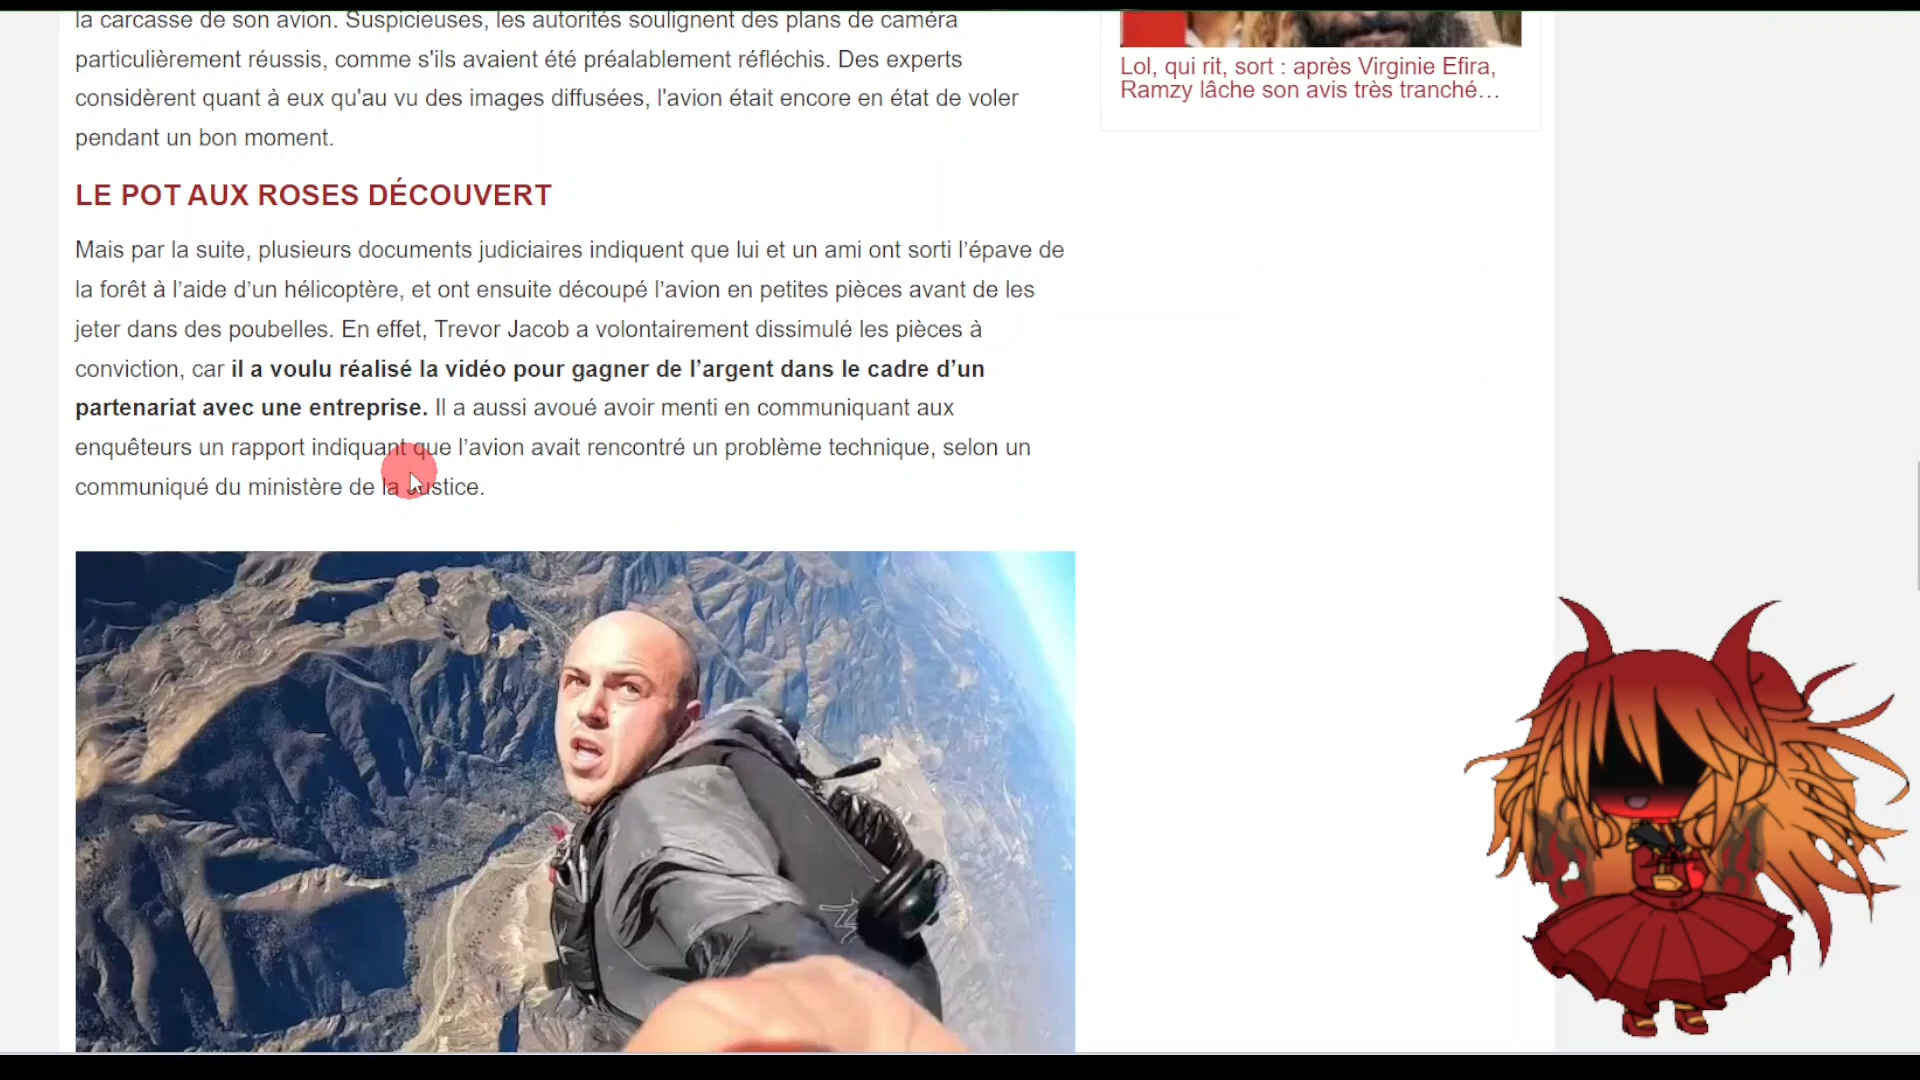 la carcasse de son avion. Suspicieuses, les autorités soulignent des plans de caméra
particulièrement réussis, comme s'ils avaient été préalablement réfléchis. Des experts
considèrent quant à eux qu'au vu des images diffusées, l'avion était encore en état de voler
pendant un bon moment.
LE POT AUX ROSES DÉCOUVERT
Mais par la suite, plusieurs documents judiciaires indiquent que lui et un ami ont sorti l’épave de
la forêt à l’aide d’un hélicoptère, et ont ensuite découpé l’avion en petites pièces avant de les
jeter dans des poubelles. En effet, Trevor Jacob a volontairement dissimulé les pièces à
conviction, car il a voulu réalisé la vidéo pour gagner de l’argent dans le cadre d’un
partenariat avec une entreprise. Il a aussi avoué avoir menti en communiquant aux
enquêteurs un rapport indiquant que l’avion avait rencontré un problème technique, selon un
communiqué du ministère de la Justice.
Lol, qui rit, sort : après Virginie Efira,
Ramzy lâche son avis très tranché…